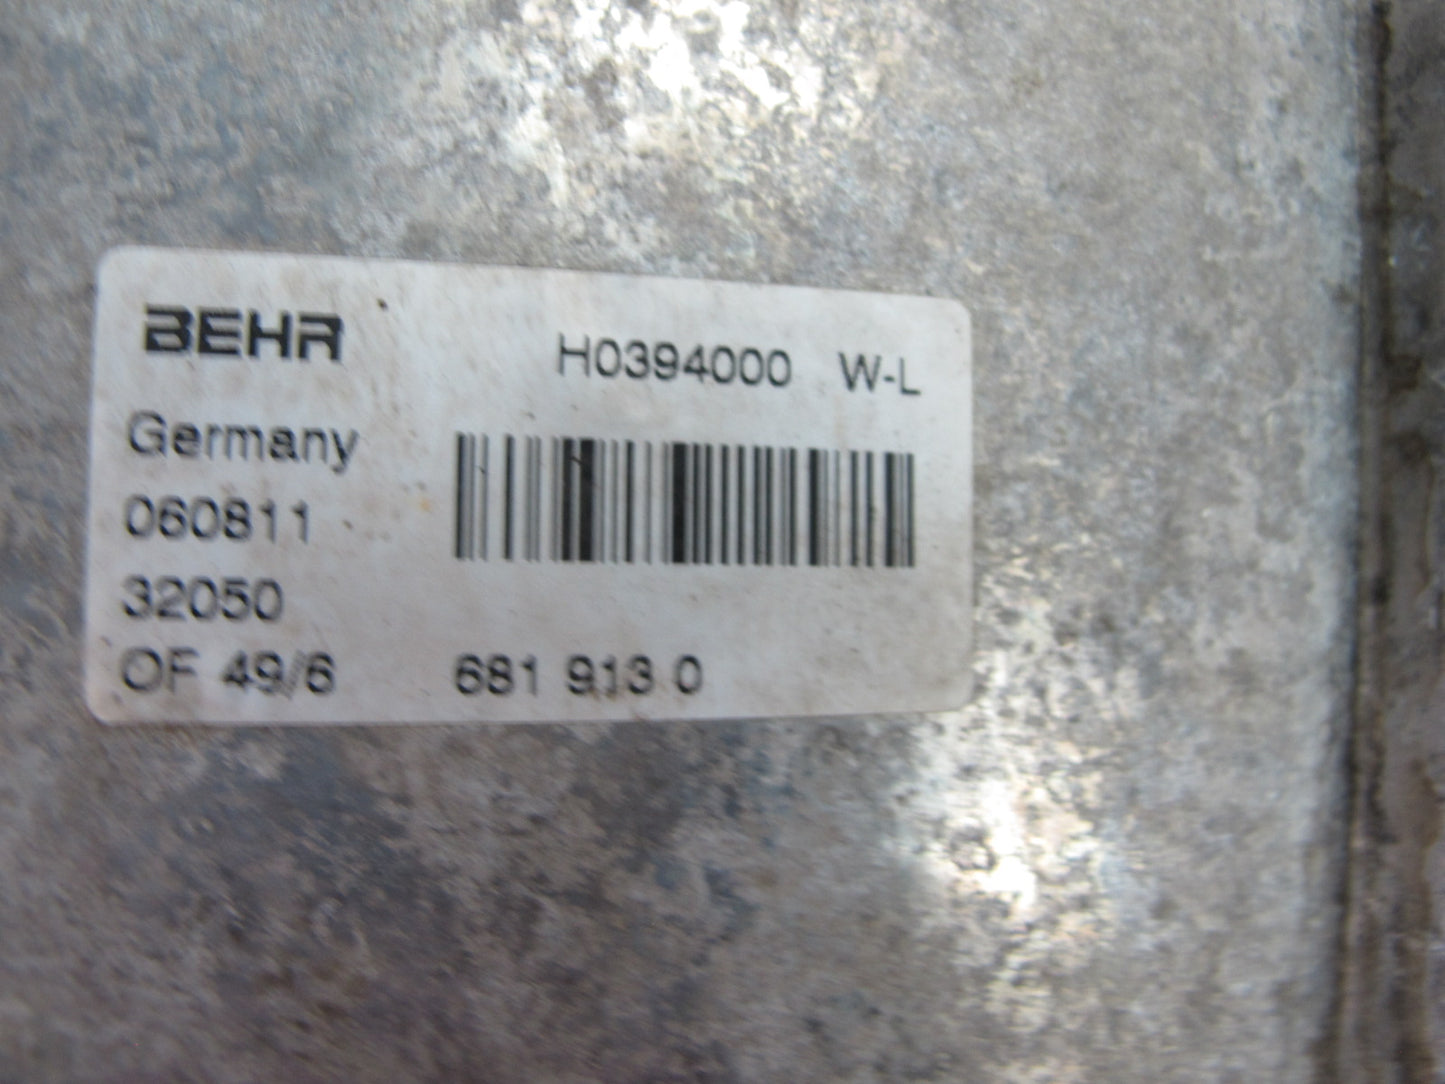 BEHR
H0394000 W-L
Germany
060811
32050
OF 49/6 681 913 0